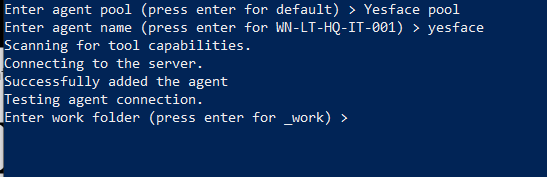 Enter agent pool (press enter for default) > Yesface pool
Enter agent name (press enter for WN-LT-HQ-IT-001) > yesface
Scanning for tool capabilities.
Connecting to the server.
Successfully added the agent
Testing agent connection.
Enter work folder (press enter for _work) >